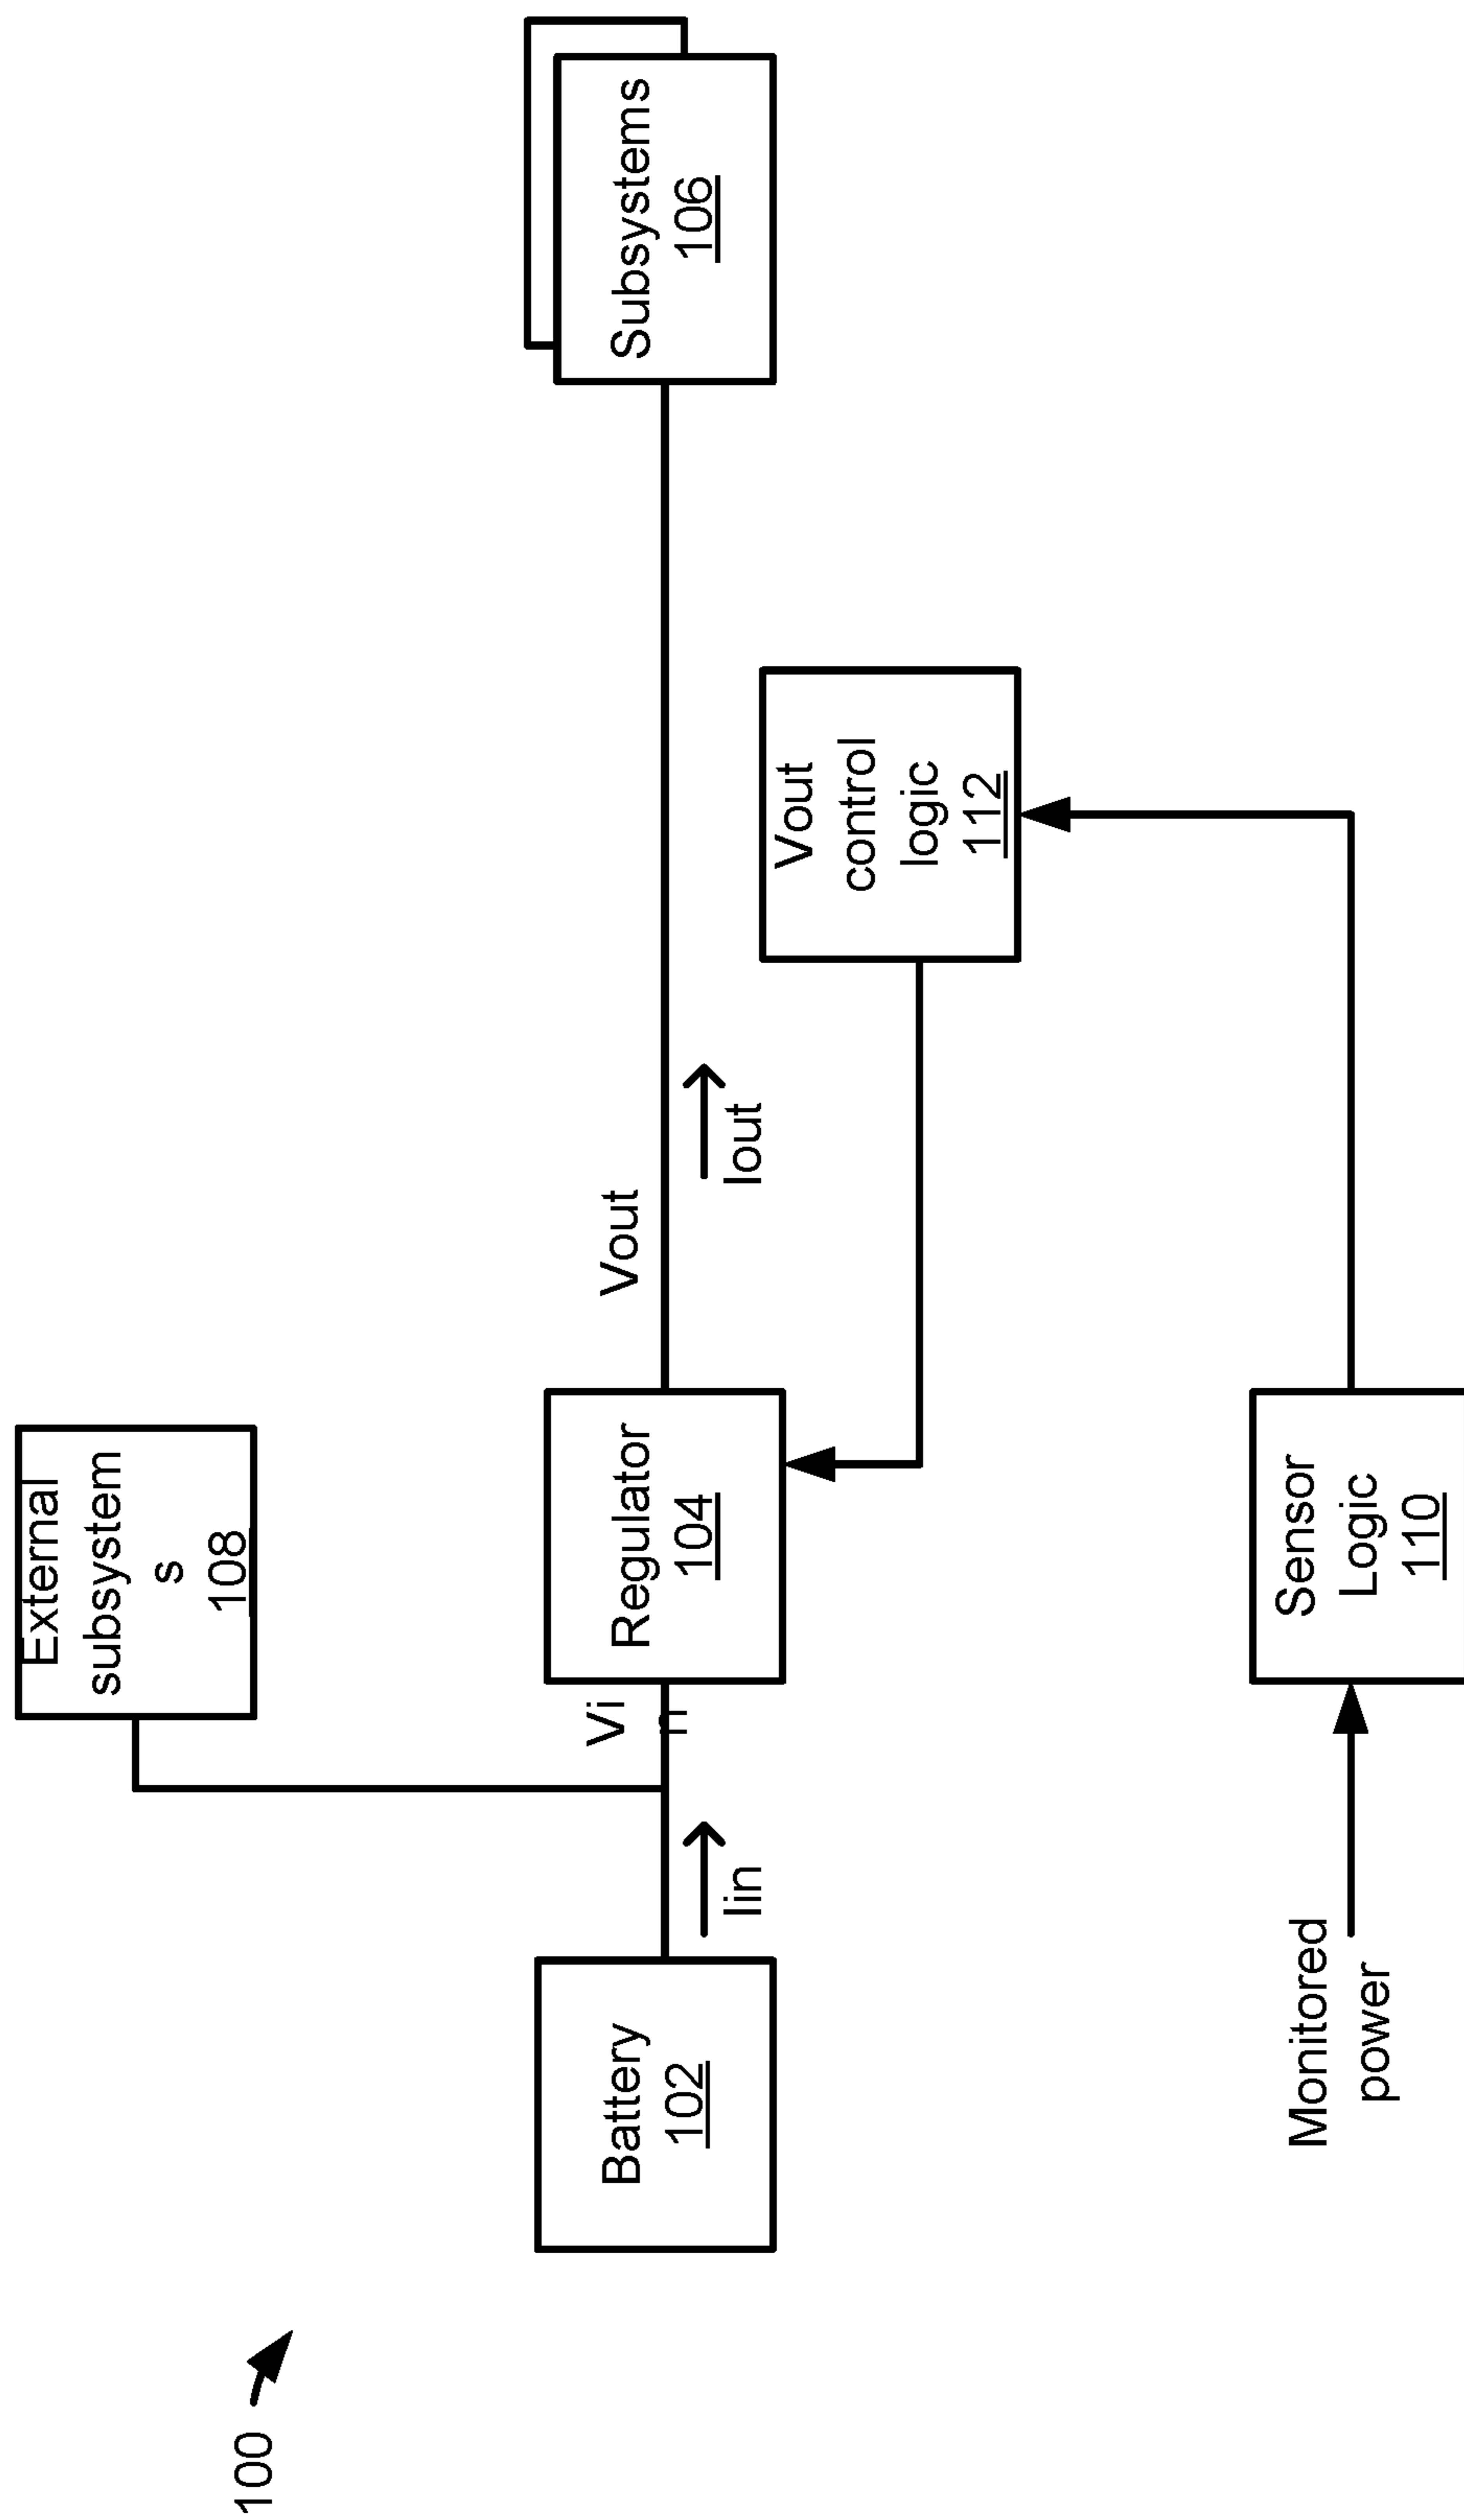 100
External
subsystem
s
108
Battery
102
Iin
Vi
n
Regulator
104
Vout
Iout
Subsystems
106
Vout
control
logic
112
Monitored
power
Sensor
Logic
110